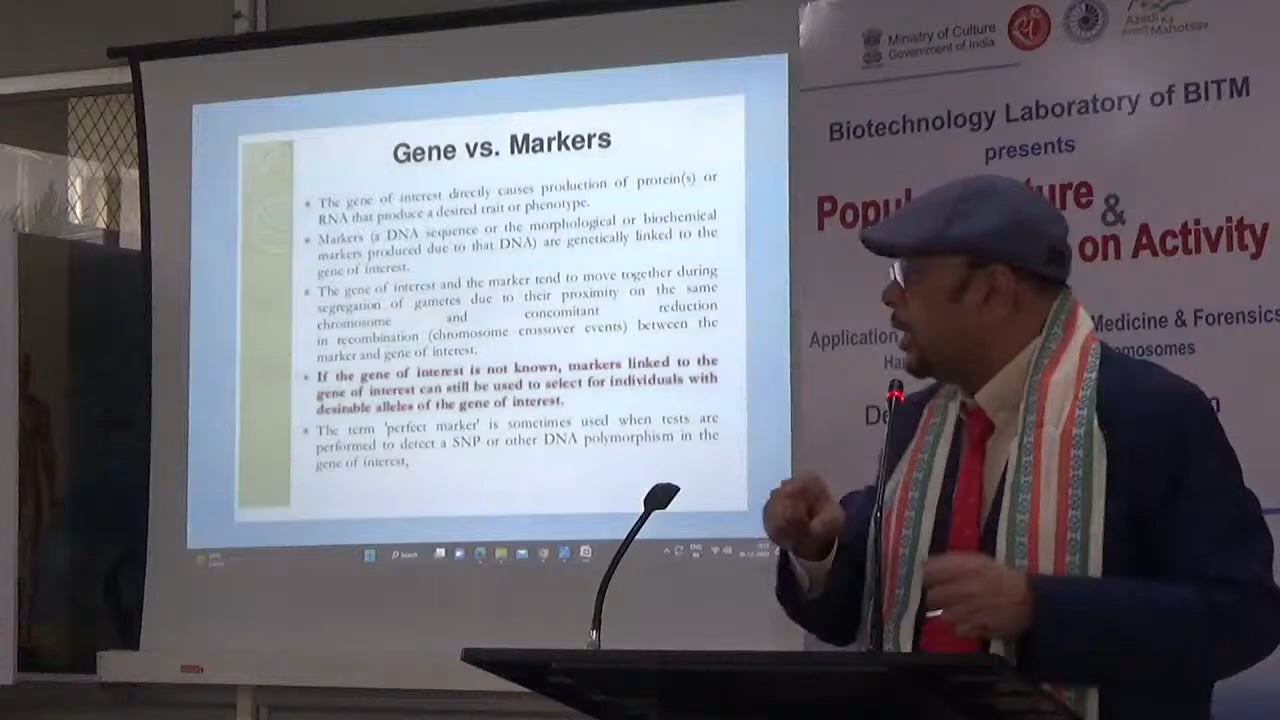 Gene vs. Markers
The gene of interest directly causes production of protein(s) or
RNA that produce a desired trait or phenotype.
Markers (a DNA sequence or the morphological or biochemical
markers produced due to that DNA) are genetically linked to the
gene of interest.
The gene of interest and the marker tend to move together during
segregation of gametes due to their proximity on the same
chromosome and concomitant reduction
in recombination (chromosome crossover events) between the
marker and gene of interest.
If the gene of interest is not known, markers linked to the
gene of interest can still be used to select for individuals with
desirable alleles of the gene of interest.
The term 'perfect marker' is sometimes used when tests are
performed to detect a SNP or other DNA polymorphism in the
gene of interest,
Search
ENG
Ministry of Culture
Government of India
Azadi Ka
Amrit Mahotsav
Biotechnology Laboratory of BITM
presents
&
on Activity
Application Medicine & Forensics